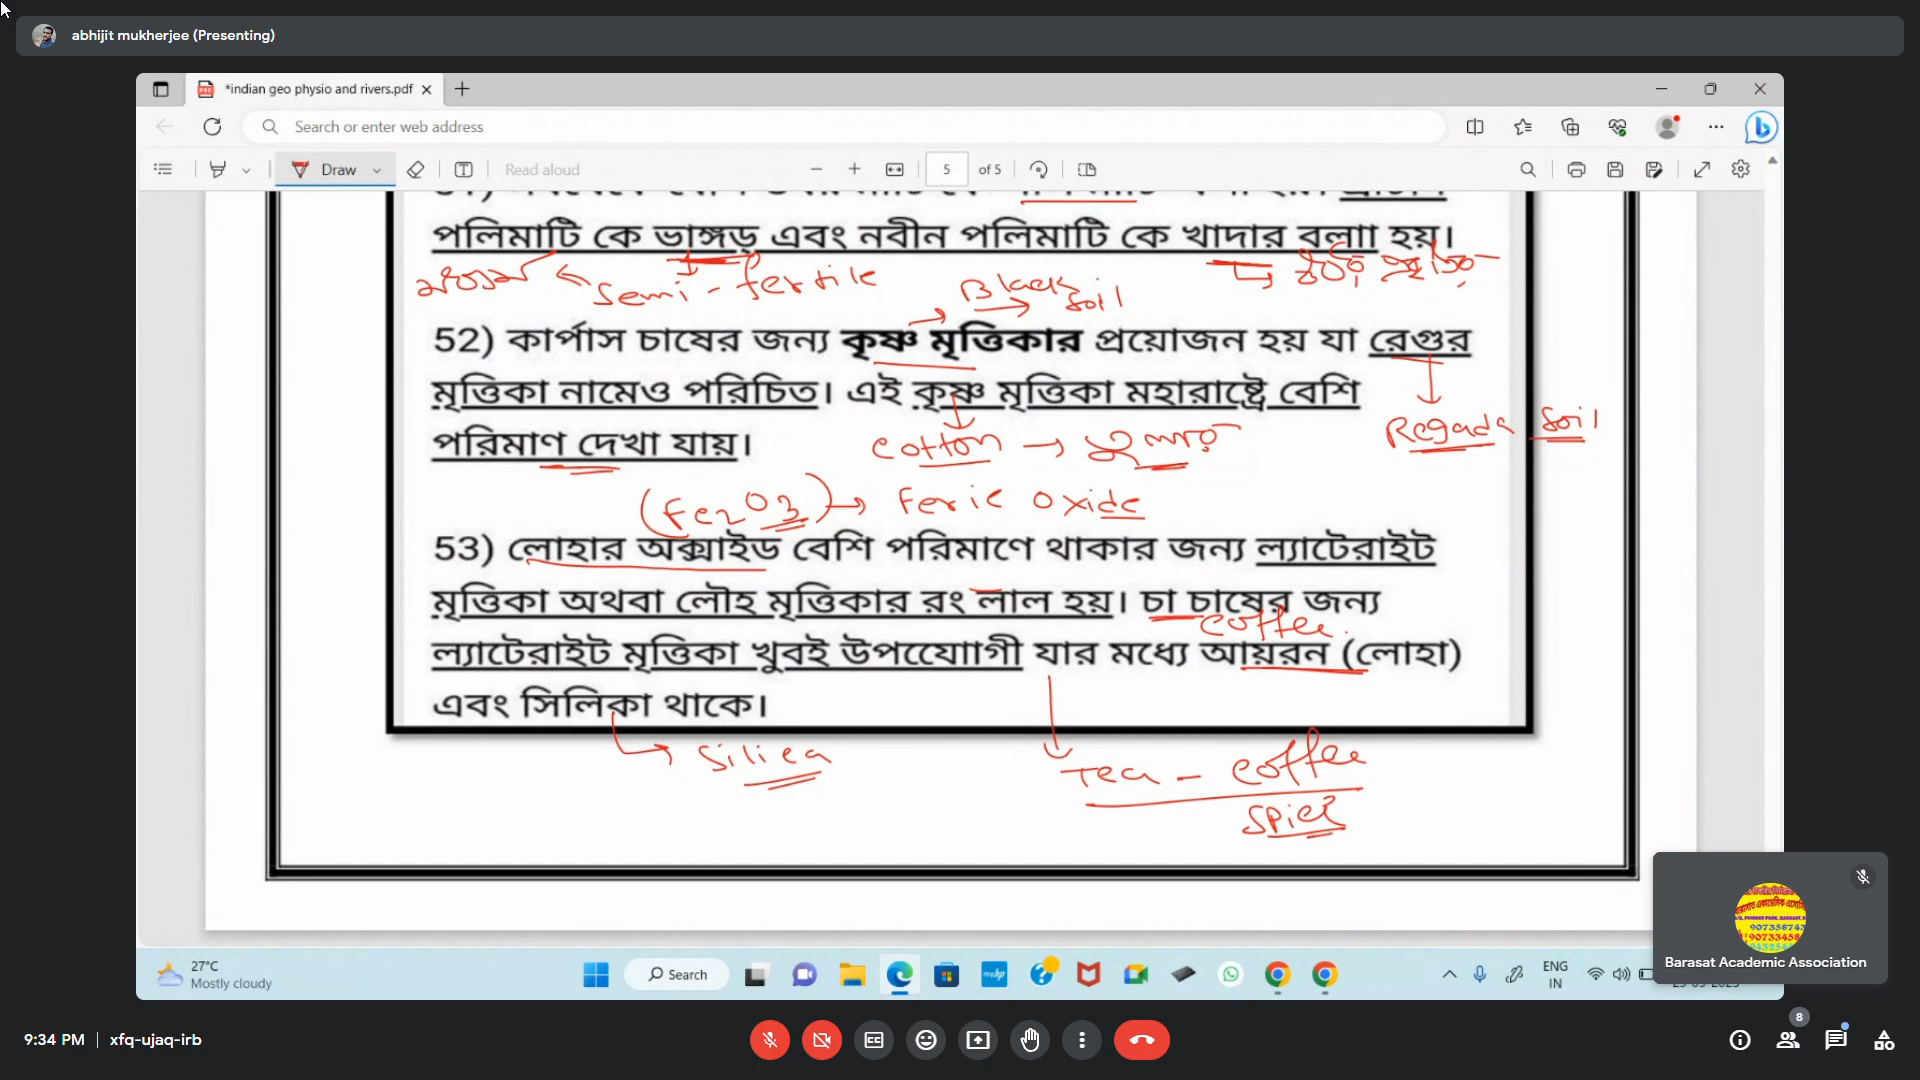 abhijit mukherjee (Presenting)
*indian geo physio and rivers.pdf
Search or enter web address
Draw
Read aloud
5 of 5
পলিমাটি কে ভাঙ্গড় এবং নবীন পলিমাটি কে খাদার বলাা হয়।
semi - fertile
Black soil
52) কার্পাস চাষের জন্য কৃষ্ণ মৃত্তিকার প্রয়োজন হয় যা রেগুর
মৃত্তিকা নামেও পরিচিত। এই কৃষ্ণ মৃত্তিকা মহারাষ্ট্রে বেশি
Regada soil
পরিমাণ দেখা যায়।
cotton
(Fe2O3) Feric oxide
53) লোহার অক্সাইড বেশি পরিমাণে থাকার জন্য ল্যাটেরাইট
মৃত্তিকা অথবা লৌহ মৃত্তিকার রং লাল হয়। চা চাষের জন্য
coffee.
ল্যাটেরাইট মৃত্তিকা খুবই উপযোেগী যার মধ্যে আয়রন (লোহা)
এবং সিলিকা থাকে।
Silica
Tea - coffee
27°C
Mostly cloudy
Search
ENG
IN
Barasat Academic Association
9:34 PM | xfq-ujaq-irb
8